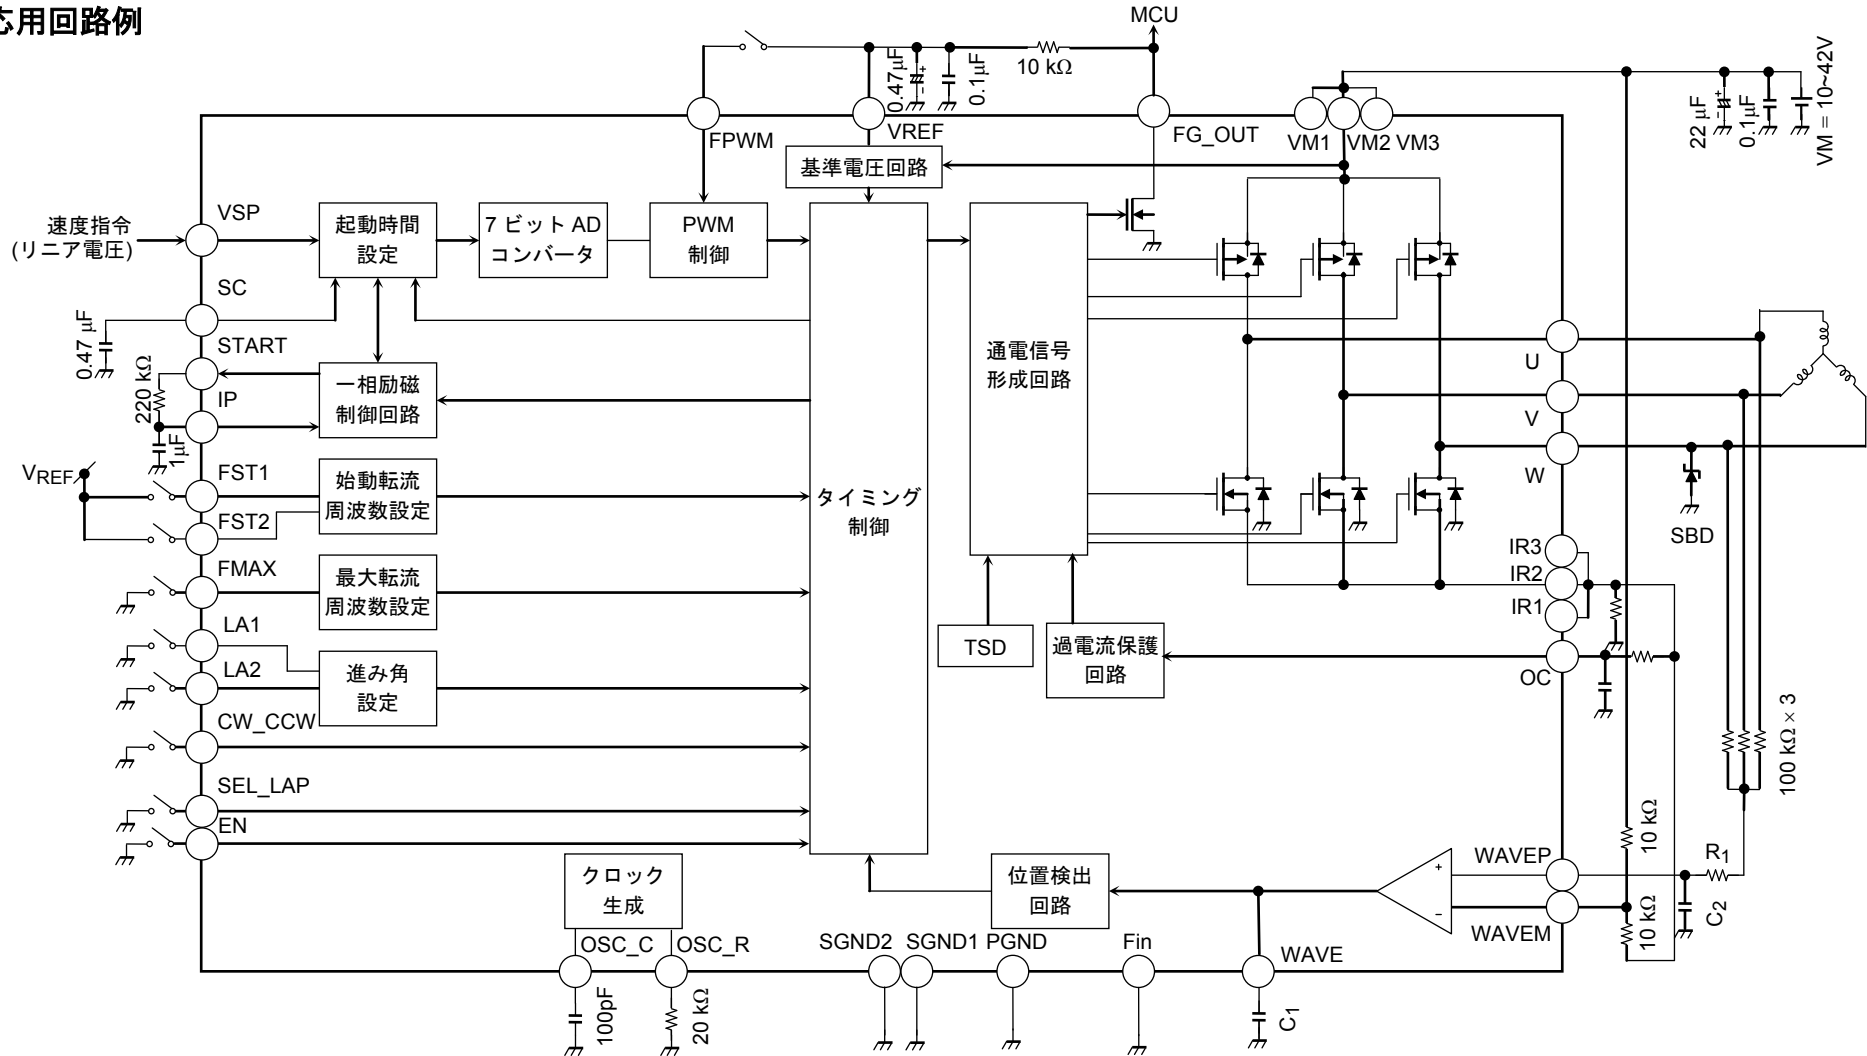 応用回路例
MCU
0.47μF
0.1μF
10 kΩ
22 μF
0.1μF
VM = 10~42V
FPWM
VREF
FG_OUT
VM1
VM2
VM3
基準電圧回路
速度指令
(リニア電圧)
VSP
起動時間
設定
7 ビット AD
コンバータ
PWM
制御
SC
0.47 μF
START
220 kΩ
IP
1μF
一相励磁
制御回路
通電信号
形成回路
U
V
W
VREF
FST1
FST2
始動転流
周波数設定
タイミング
制御
SBD
FMAX
最大転流
周波数設定
IR3
IR2
IR1
LA1
LA2
進み角
設定
TSD
過電流保護
回路
OC
CW_CCW
100 kΩ × 3
SEL_LAP
EN
クロック
生成
位置検出
回路
+
−
WAVEP
WAVEM
10 kΩ
10 kΩ
R1
C2
OSC_C
OSC_R
SGND2
SGND1
PGND
Fin
WAVE
100pF
20 kΩ
C1